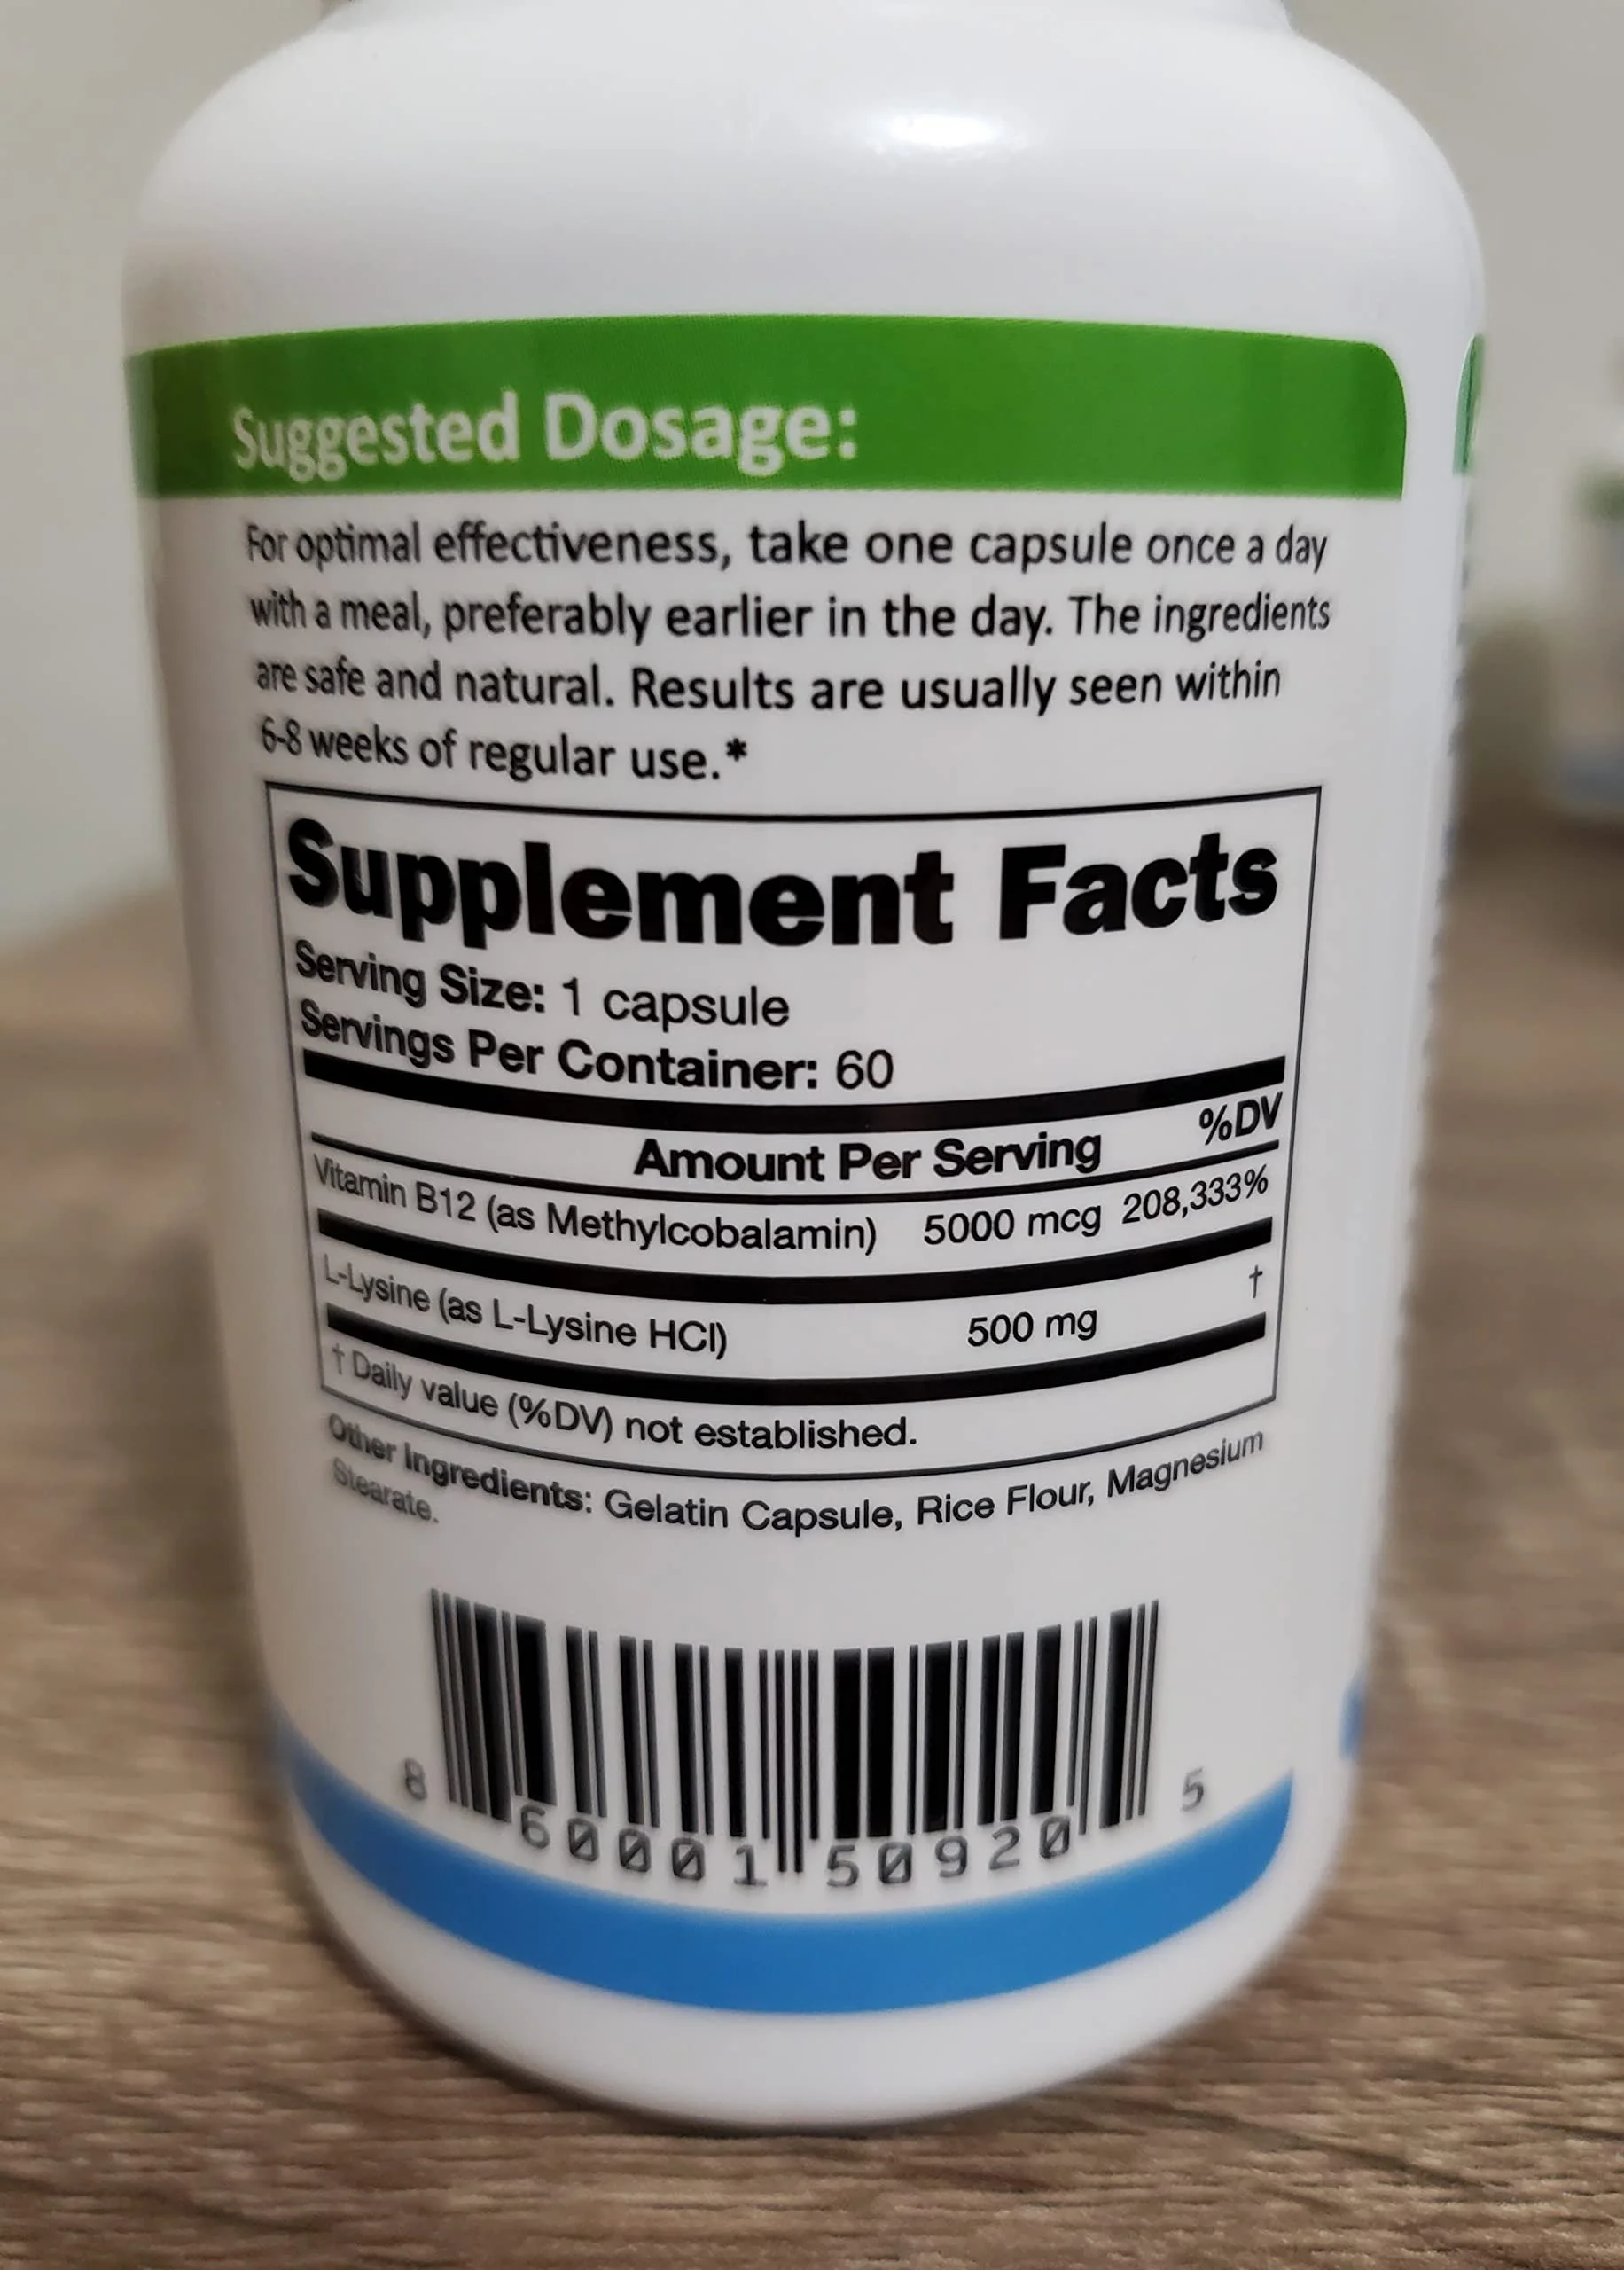 Suggested Dosage:
For optimal effectiveness, take one capsule once a day
with a meal, preferably earlier in the day. The ingredients
are safe and natural. Results are usually seen within
6-8 weeks of regular use.*
Supplement Facts
Serving Size: 1 capsule
Servings Per Container: 60
Amount Per Serving %DV
Vitamin B12 (as Methylcobalamin) 5000 mcg 208,333%
L-Lysine (as L-Lysine HCl) 500 mg †
† Daily value (%DV) not established.
Other Ingredients: Gelatin Capsule, Rice Flour, Magnesium
Stearate.
8 60001 50920 5